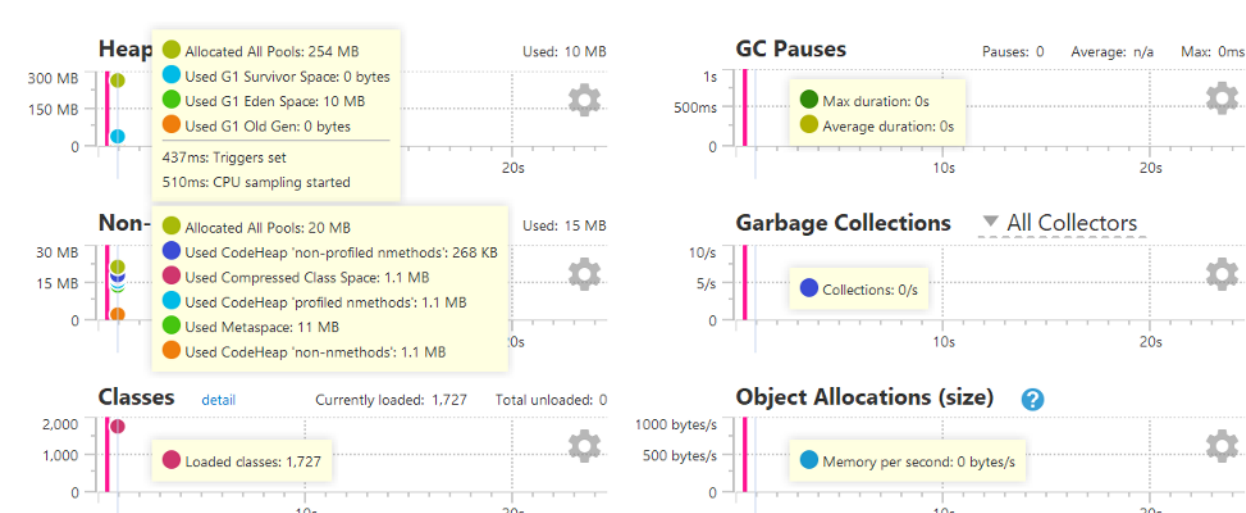 Heap
Allocated All Pools: 254 MB
Used: 10 MB
Used G1 Survivor Space: 0 bytes
300 MB
Used G1 Eden Space: 10 MB
150 MB
Used G1 Old Gen: 0 bytes
0
437ms: Triggers set
20s
510ms: CPU sampling started
GC Pauses
Pauses: 0 Average: n/a Max: 0ms
1s
Max duration: 0s
500ms
Average duration: 0s
0
10s 20s
Non-
Allocated All Pools: 20 MB
Used: 15 MB
30 MB
Used CodeHeap 'non-profiled nmethods': 268 KB
Used Compressed Class Space: 1.1 MB
15 MB
Used CodeHeap 'profiled nmethods': 1.1 MB
0
Used Metaspace: 11 MB
0s
Used CodeHeap 'non-nmethods': 1.1 MB
Garbage Collections All Collectors
10/s
5/s
Collections: 0/s
0
10s 20s
Classes detail Currently loaded: 1,727 Total unloaded: 0
2,000
1,000
Loaded classes: 1,727
0
10s 20s
Object Allocations (size) ?
1000 bytes/s
500 bytes/s
Memory per second: 0 bytes/s
0
10s 20s